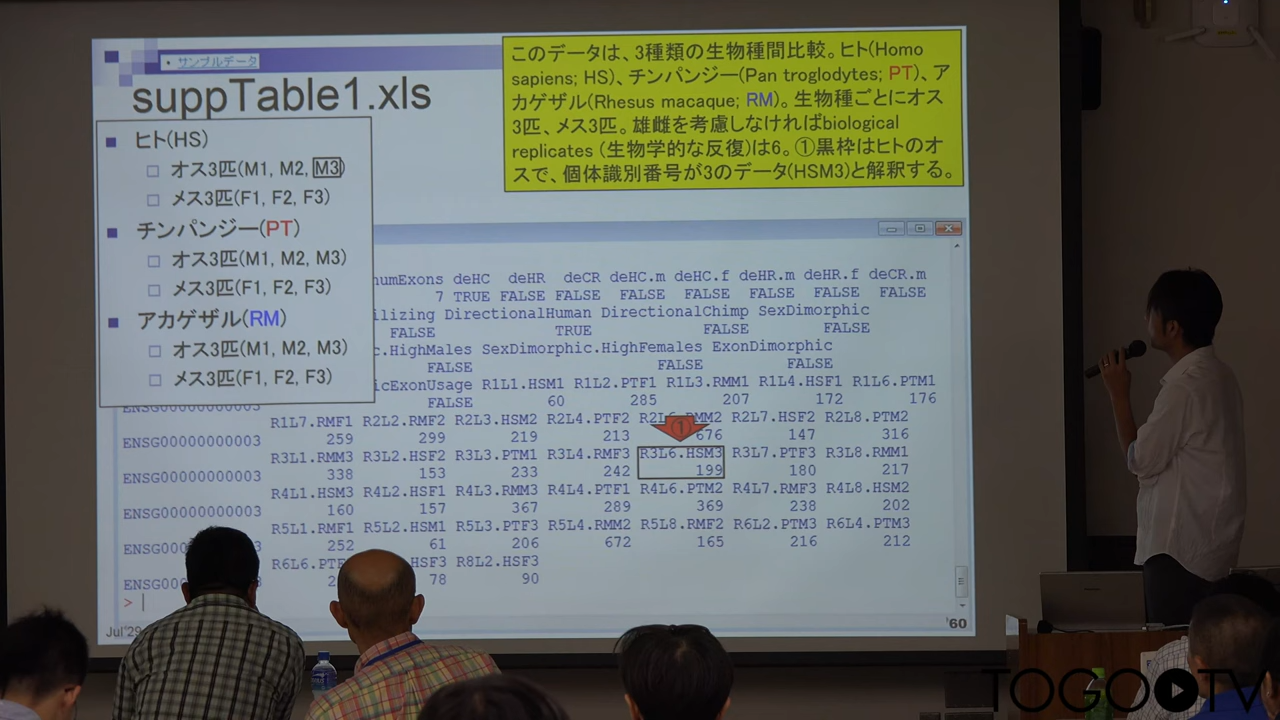 ・サンプルデータ
suppTable1.xls
このデータは、3種類の生物種間比較。ヒト(Homo
sapiens; HS)、チンパンジー(Pan troglodytes; PT)、ア
カゲザル(Rhesus macaque; RM)。生物種ごとにオス
3匹、メス3匹。雄雌を考慮しなければbiological
replicates (生物学的な反復)は6。①黒枠はヒトのオ
スで、個体識別番号が3のデータ(HSM3)と解釈する。
ヒト(HS)
オス3匹(M1, M2, M3)
メス3匹(F1, F2, F3)
チンパンジー(PT)
オス3匹(M1, M2, M3)
メス3匹(F1, F2, F3)
アカゲザル(RM)
オス3匹(M1, M2, M3)
メス3匹(F1, F2, F3)
numExons deHC deHR deCR deHC.m deHC.f deHR.m deHR.f deCR.m
7 TRUE FALSE FALSE FALSE FALSE FALSE FALSE FALSE
ilizing DirectionalHuman DirectionalChimp SexDimorphic
FALSE TRUE FALSE FALSE
c.HighMales SexDimorphic.HighFemales ExonDimorphic
FALSE FALSE FALSE
icExonUsage R1L1.HSM1 R1L2.PTF1 R1L3.RMM1 R1L4.HSF1 R1L6.PTM1
ENSG00000000003 FALSE 60 285 207 172 176
R1L7.RMF1 R2L2.RMF2 R2L3.HSM2 R2L4.PTF2 R2L6.RMM2 R2L7.HSF2 R2L8.PTM2
①
ENSG00000000003 259 299 219 213 676 147 316
R3L1.RMM3 R3L2.HSF2 R3L3.PTM1 R3L4.RMF3 R3L6.HSM3 R3L7.PTF3 R3L8.RMM1
ENSG00000000003 338 153 233 242 199 180 217
R4L1.HSM3 R4L2.HSF1 R4L3.RMM3 R4L4.PTF1 R4L6.PTM2 R4L7.RMF3 R4L8.HSM2
ENSG00000000003 160 157 367 289 369 238 202
R5L1.RMF1 R5L2.HSM1 R5L3.PTF3 R5L4.RMM2 R5L8.RMF2 R6L2.PTM3 R6L4.PTM3
ENSG00 3 252 61 206 672 165 216 212
R6L6.PTF .HSF3 R8L2.HSF3
ENSG00 78 90
>
Jul 29
60
TOGO TV